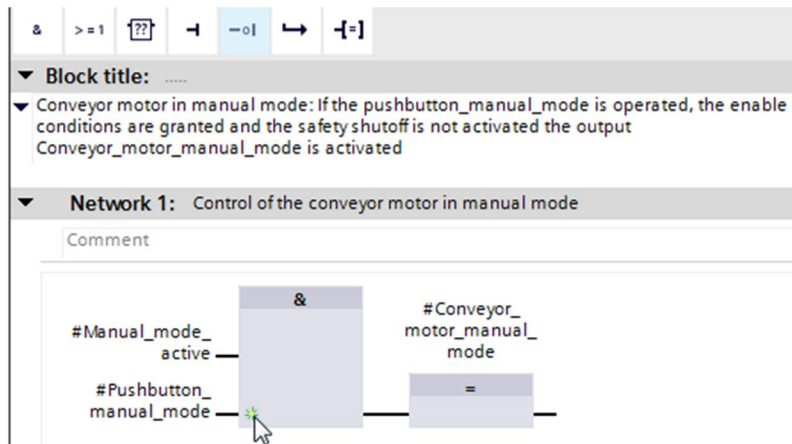 & >=1 ?? -[=]
Block title: .....
Conveyor motor in manual mode: If the pushbutton_manual_mode is operated, the enable
conditions are granted and the safety shutoff is not activated the output
Conveyor_motor_manual_mode is activated
Network 1: Control of the conveyor motor in manual mode
Comment
&
#Conveyor_
motor_manual_
mode
#Manual_mode_
active
=
#Pushbutton_
manual_mode